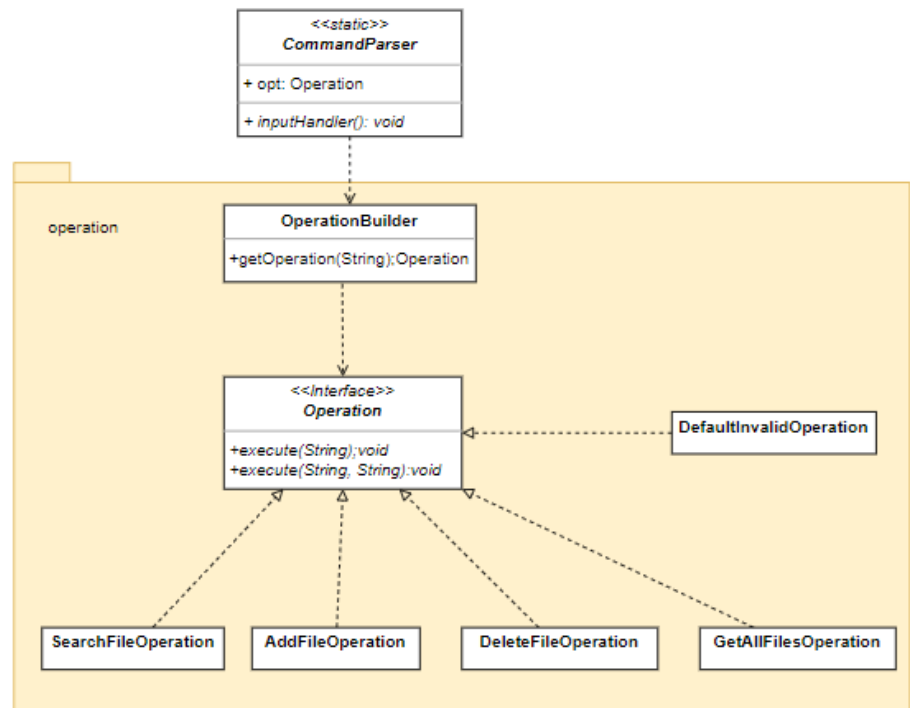 <<static>>
CommandParser
+ opt: Operation
+ inputHandler(): void
operation
OperationBuilder
+getOperation(String);Operation
<<Interface>>
Operation
+execute(String);void
+execute(String, String):void
DefaultInvalidOperation
SearchFileOperation
AddFileOperation
DeleteFileOperation
GetAllFilesOperation